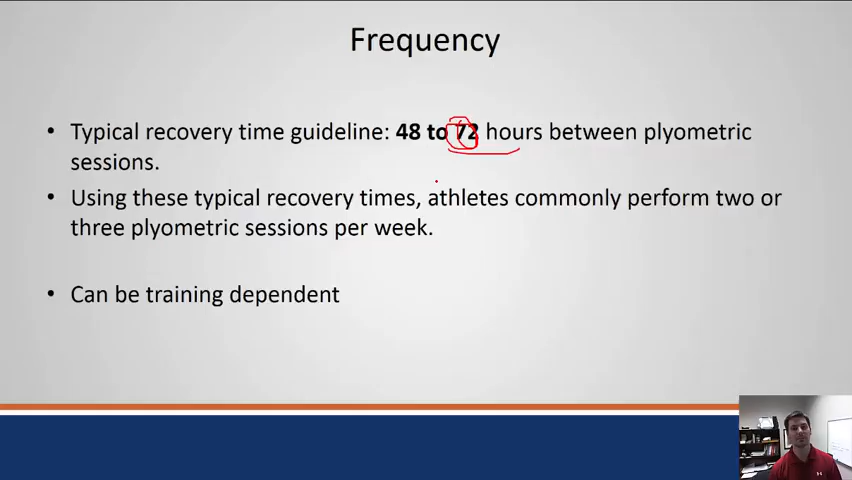 Frequency
• Typical recovery time guideline: 48 to 72 hours between plyometric
sessions.
• Using these typical recovery times, athletes commonly perform two or
three plyometric sessions per week.
• Can be training dependent